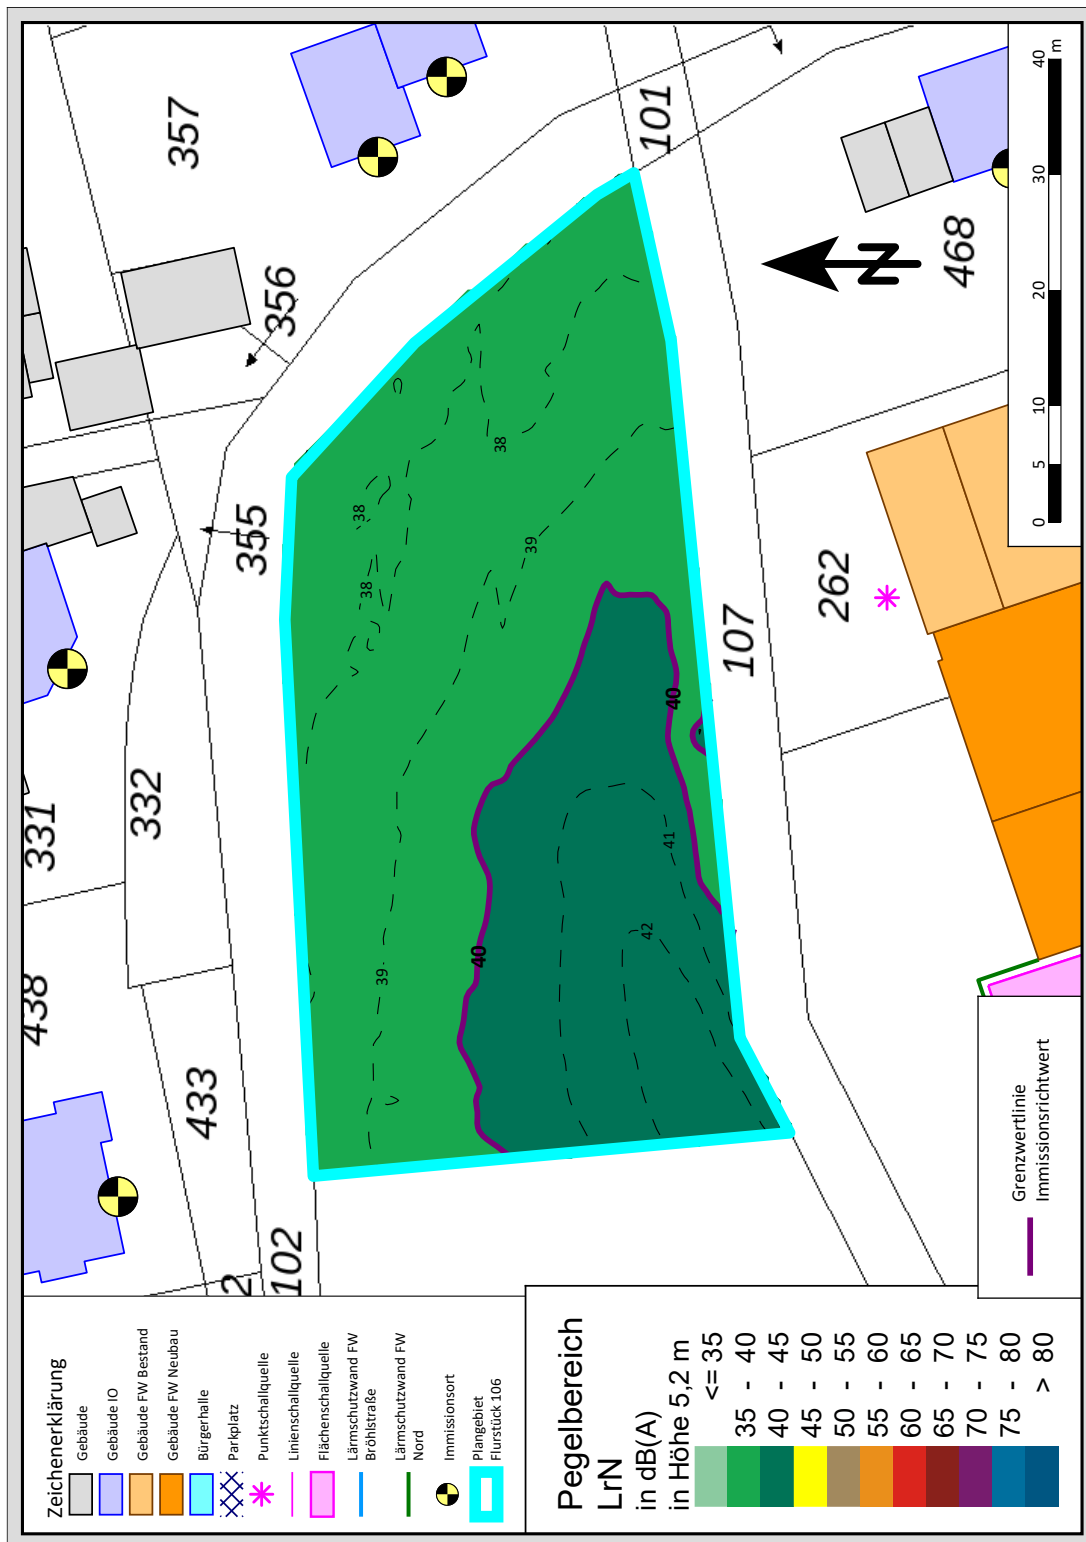 357
101
356
468
355
262
107
332
331
438
433
2
102
N
38
38
38
39
39
40
40
41
42
40
30
20
10
5
0
m
Zeichenerklärung
Gebäude
Gebäude IO
Gebäude FW Bestand
Gebäude FW Neubau
Bürgerhalle
Parkplatz
Punktschallquelle
Linienschallquelle
Flächenschallquelle
Lärmschutzwand FW
Bröhlstraße
Lärmschutzwand FW
Nord
Immissionsort
Plangebiet
Flurstück 106
Pegelbereich
LrN
in dB(A)
in Höhe 5,2 m
<= 35
35 - 40
40 - 45
45 - 50
50 - 55
55 - 60
60 - 65
65 - 70
70 - 75
75 - 80
> 80
Grenzwertlinie
Immissionsrichtwert